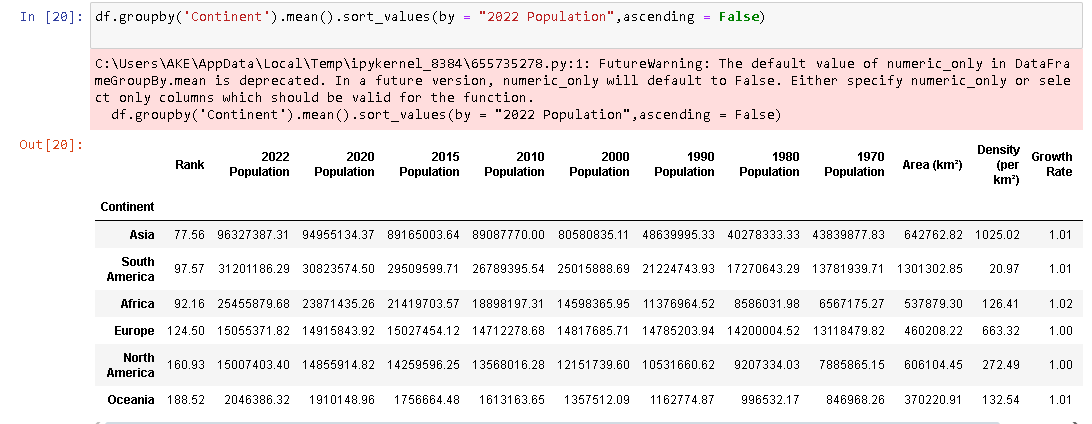 In [20]: df.groupby('Continent').mean().sort_values(by = "2022 Population",ascending = False)
C:\Users\AKE\AppData\Local\Temp\ipykernel_8384\655735278.py:1: FutureWarning: The default value of numeric_only in DataFra
meGroupBy.mean is deprecated. In a future version, numeric_only will default to False. Either specify numeric_only or sele
ct only columns which should be valid for the function.
df.groupby('Continent').mean().sort_values(by = "2022 Population",ascending = False)
Out[20]:
Rank 2022 Population 2020 Population 2015 Population 2010 Population 2000 Population 1990 Population 1980 Population 1970 Population Area (km²) Density (per km²) Growth Rate
Continent
Asia 77.56 96327387.31 94955134.37 89165003.64 89087770.00 80580835.11 48639995.33 40278333.33 43839877.83 642762.82 1025.02 1.01
South America 97.57 31201186.29 30823574.50 29509599.71 26789395.54 25015888.69 21224743.93 17270643.29 13781939.71 1301302.85 20.97 1.01
Africa 92.16 25455879.68 23871435.26 21419703.57 18898197.31 14598365.95 11376964.52 8586031.98 6567175.27 537879.30 126.41 1.02
Europe 124.50 15055371.82 14915843.92 15027454.12 14712278.68 14817685.71 14785203.94 14200004.52 13118479.82 460208.22 663.32 1.00
North America 160.93 15007403.40 14855914.82 14259596.25 13568016.28 12151739.60 10531660.62 9207334.03 7885865.15 606104.45 272.49 1.00
Oceania 188.52 2046386.32 1910148.96 1756664.48 1613163.65 1357512.09 1162774.87 996532.17 846968.26 370220.91 132.54 1.01